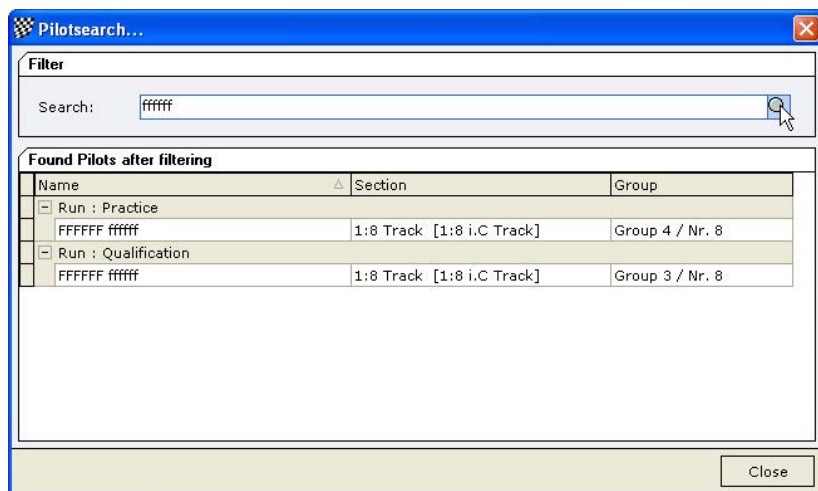 Pilotsearch...
Filter
Search: ffffff
Found Pilots after filtering
Name Section Group
Run : Practice
FFFFFF ffffff 1:8 Track [1:8 i.C Track] Group 4 / Nr. 8
Run : Qualification
FFFFFF ffffff 1:8 Track [1:8 i.C Track] Group 3 / Nr. 8
Close